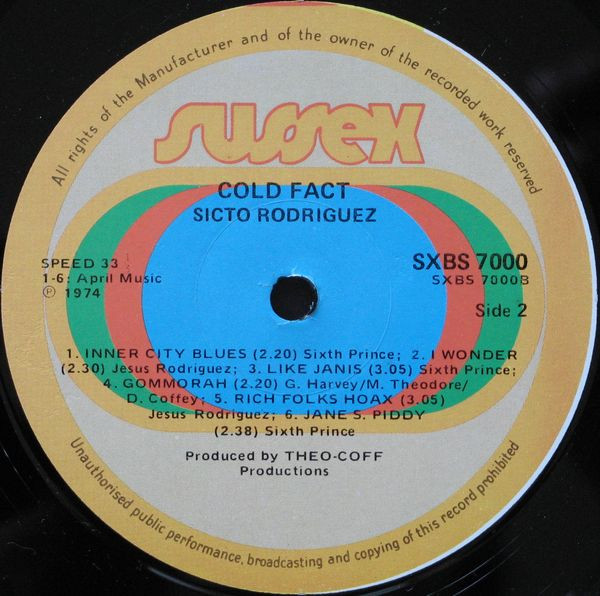 All rights of the Manufacturer and of the owner of the recorded work reserved
sussex
COLD FACT
SICTO RODRIGUEZ
SPEED 33
1-6: April Music
℗ 1974
SXBS 7000
SXBS 7000B
Side 2
1. INNER CITY BLUES (2.20) Sixth Prince; 2. I WONDER
(2.30) Jesus Rodriguez; 3. LIKE JANIS (3.05) Sixth Prince;
4. GOMMORAH (2.20) G. Harvey/M. Theodore/
D. Coffey; 5. RICH FOLKS HOAX (3.05)
Jesus Rodriguez; 6. JANE S. PIDDY
(2.38) Sixth Prince
Produced by THEO-COFF
Productions
Unauthorised public performance, broadcasting and copying of this record prohibited